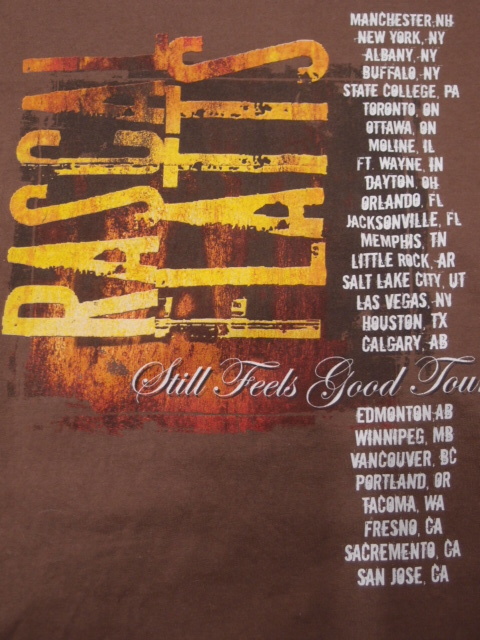 RASCAL
FLATTS
MANCHESTER, NH
NEW YORK, NY
ALBANY, NY
BUFFALO, NY
STATE COLLEGE, PA
TORONTO, ON
OTTAWA, ON
MOLINE, IL
FT. WAYNE, IN
DAYTON, OH
ORLANDO, FL
JACKSONVILLE, FL
MEMPHIS, TN
LITTLE ROCK, AR
SALT LAKE CITY, UT
LAS VEGAS, NV
HOUSTON, TX
CALGARY, AB
Still Feels Good Tour
EDMONTON, AB
WINNIPEG, MB
VANCOUVER, BC
PORTLAND, OR
TACOMA, WA
FRESNO, CA
SACREMENTO, CA
SAN JOSE, CA